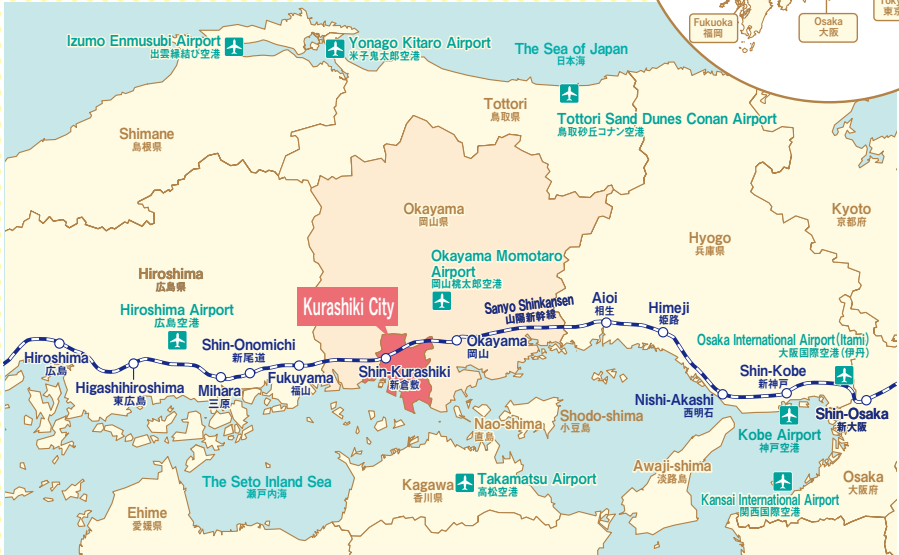 Fukuoka
福岡
Osaka
大阪
Izumo Enmusubi Airport
出雲縁結び空港
Yonago Kitaro Airport
米子鬼太郎空港
The Sea of Japan
日本海
Tottori
鳥取県
Tottori Sand Dunes Conan Airport
鳥取砂丘コナン空港
Shimane
島根県
Okayama
岡山県
Kyoto
京都府
Hyogo
兵庫県
Okayama Momotaro
Airport
岡山桃太郎空港
Hiroshima
広島県
Hiroshima Airport
広島空港
Kurashiki City
Sanyo Shinkansen
山陽新幹線
Aioi
相生
Himeji
姫路
Osaka International Airport(Itami)
大阪国際空港(伊丹)
Hiroshima
広島
Higashihiroshima
東広島
Mihara
三原
Shin-Onomichi
新尾道
Fukuyama
福山
Shin-Kurashiki
新倉敷
Okayama
岡山
Nishi-Akashi
西明石
Shin-Kobe
新神戸
Shin-Osaka
新大阪
Kobe Airport
神戸空港
Nao-shima
直島
Shodo-shima
小豆島
Awaji-shima
淡路島
Osaka
大阪府
Kansai International Airport
関西国際空港
The Seto Inland Sea
瀬戸内海
Kagawa
香川県
Takamatsu Airport
高松空港
Ehime
愛媛県